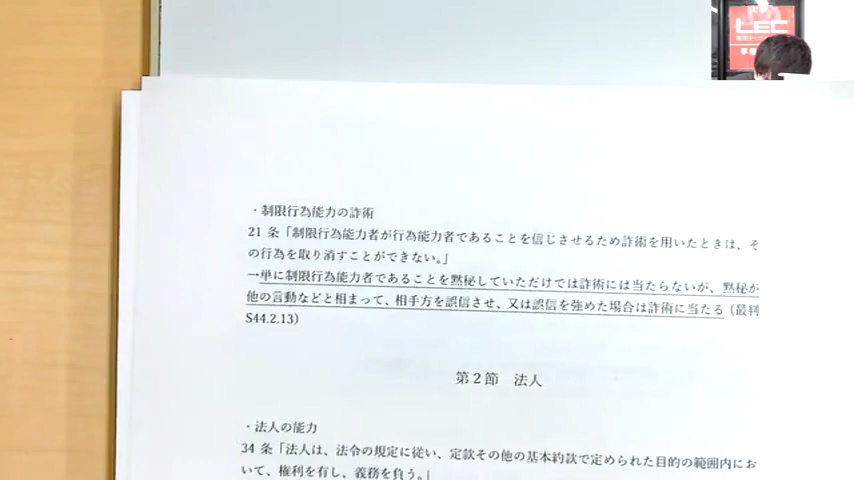 LEC
・制限行為能力の詐術
21 条「制限行為能力者が行為能力者であることを信じさせるため詐術を用いたときは、そ
の行為を取り消すことができない。」
→単に制限行為能力者であることを黙秘していただけでは詐術には当たらないが、黙秘が
他の言動などと相まって、相手方を誤信させ、又は誤信を強めた場合は詐術に当たる（最判
S44.2.13）
第２節　法人
・法人の能力
34 条「法人は、法令の規定に従い、定款その他の基本約款で定められた目的の範囲内にお
いて、権利を有し、義務を負う。」